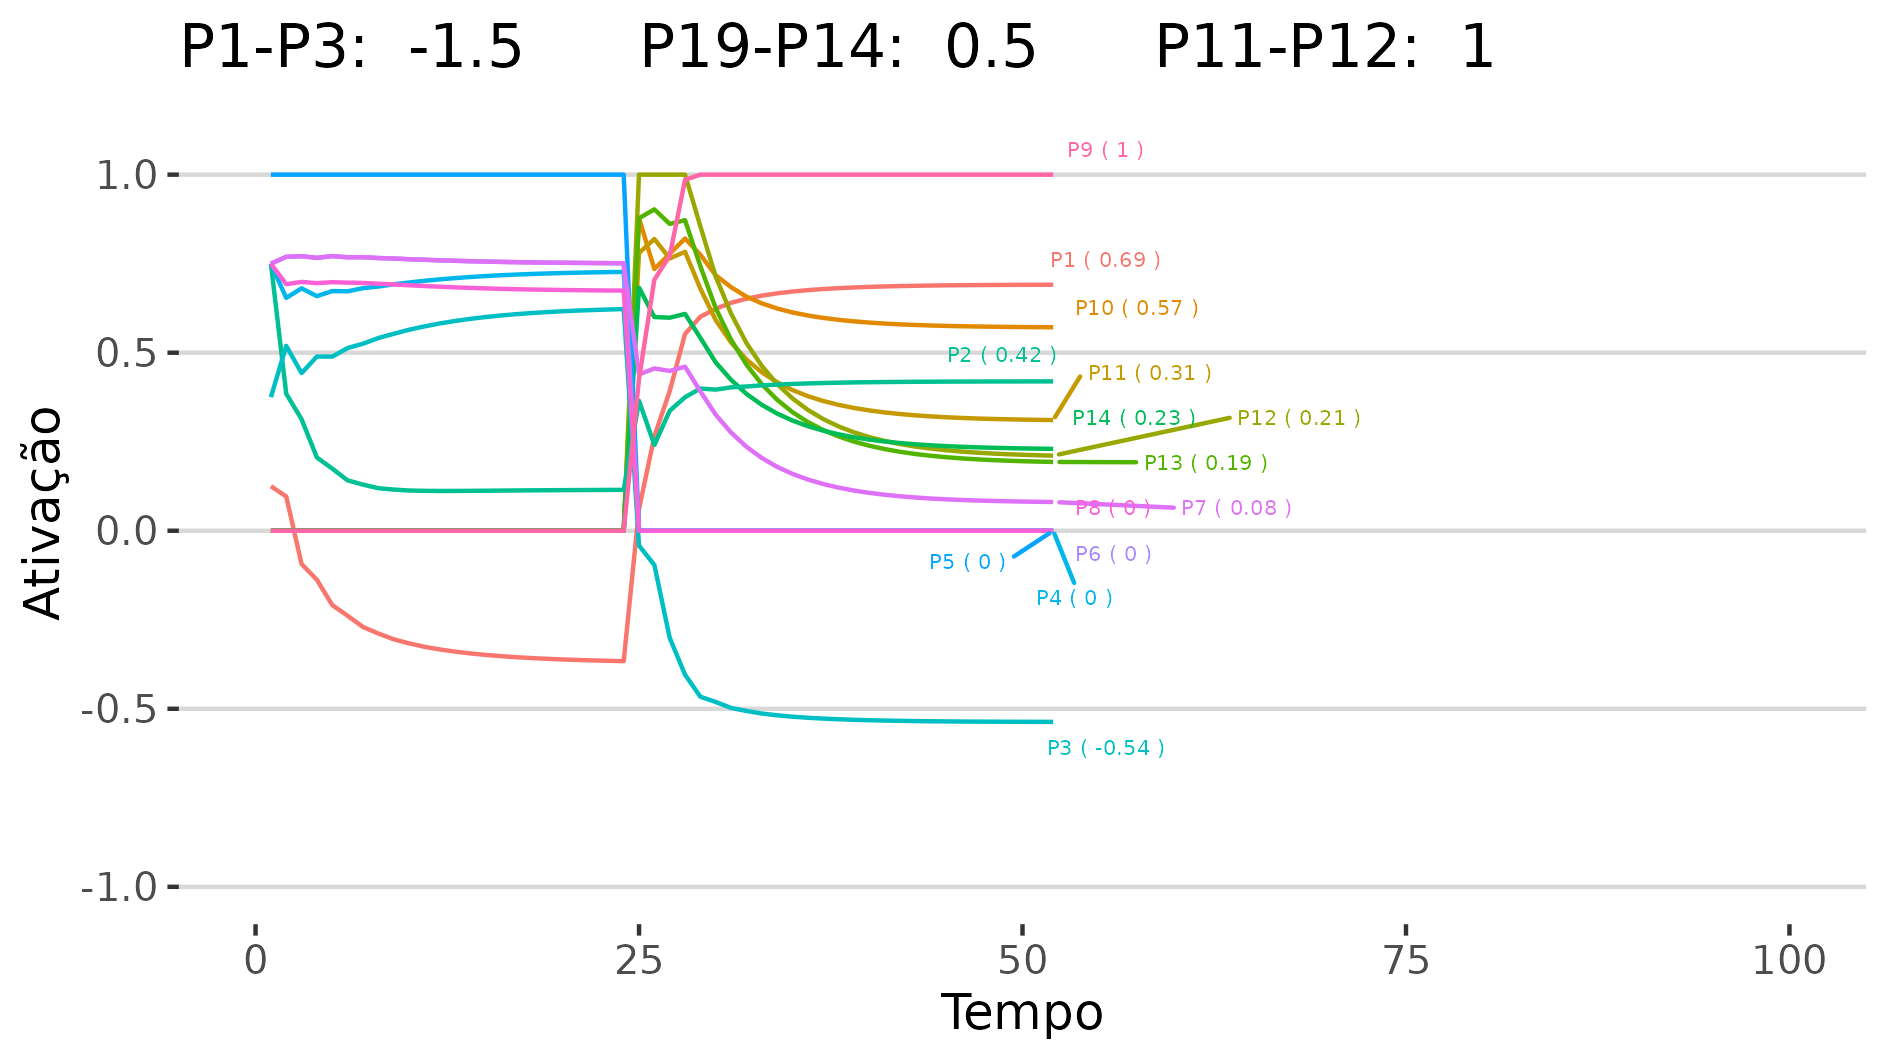 P1-P3:  -1.5      P19-P14:  0.5      P11-P12:  1
P9 ( 1 )
1.0
P1 ( 0.69 )
P10 ( 0.57 )
0.5
P2 ( 0.42 )
P11 ( 0.31 )
P14 ( 0.23 )
P12 ( 0.21 )
P13 ( 0.19 )
P8 ( 0 )
P7 ( 0.08 )
0.0
P5 ( 0 )
P6 ( 0 )
P4 ( 0 )
-0.5
P3 ( -0.54 )
-1.0
Ativação
0 25 50 75 100
Tempo